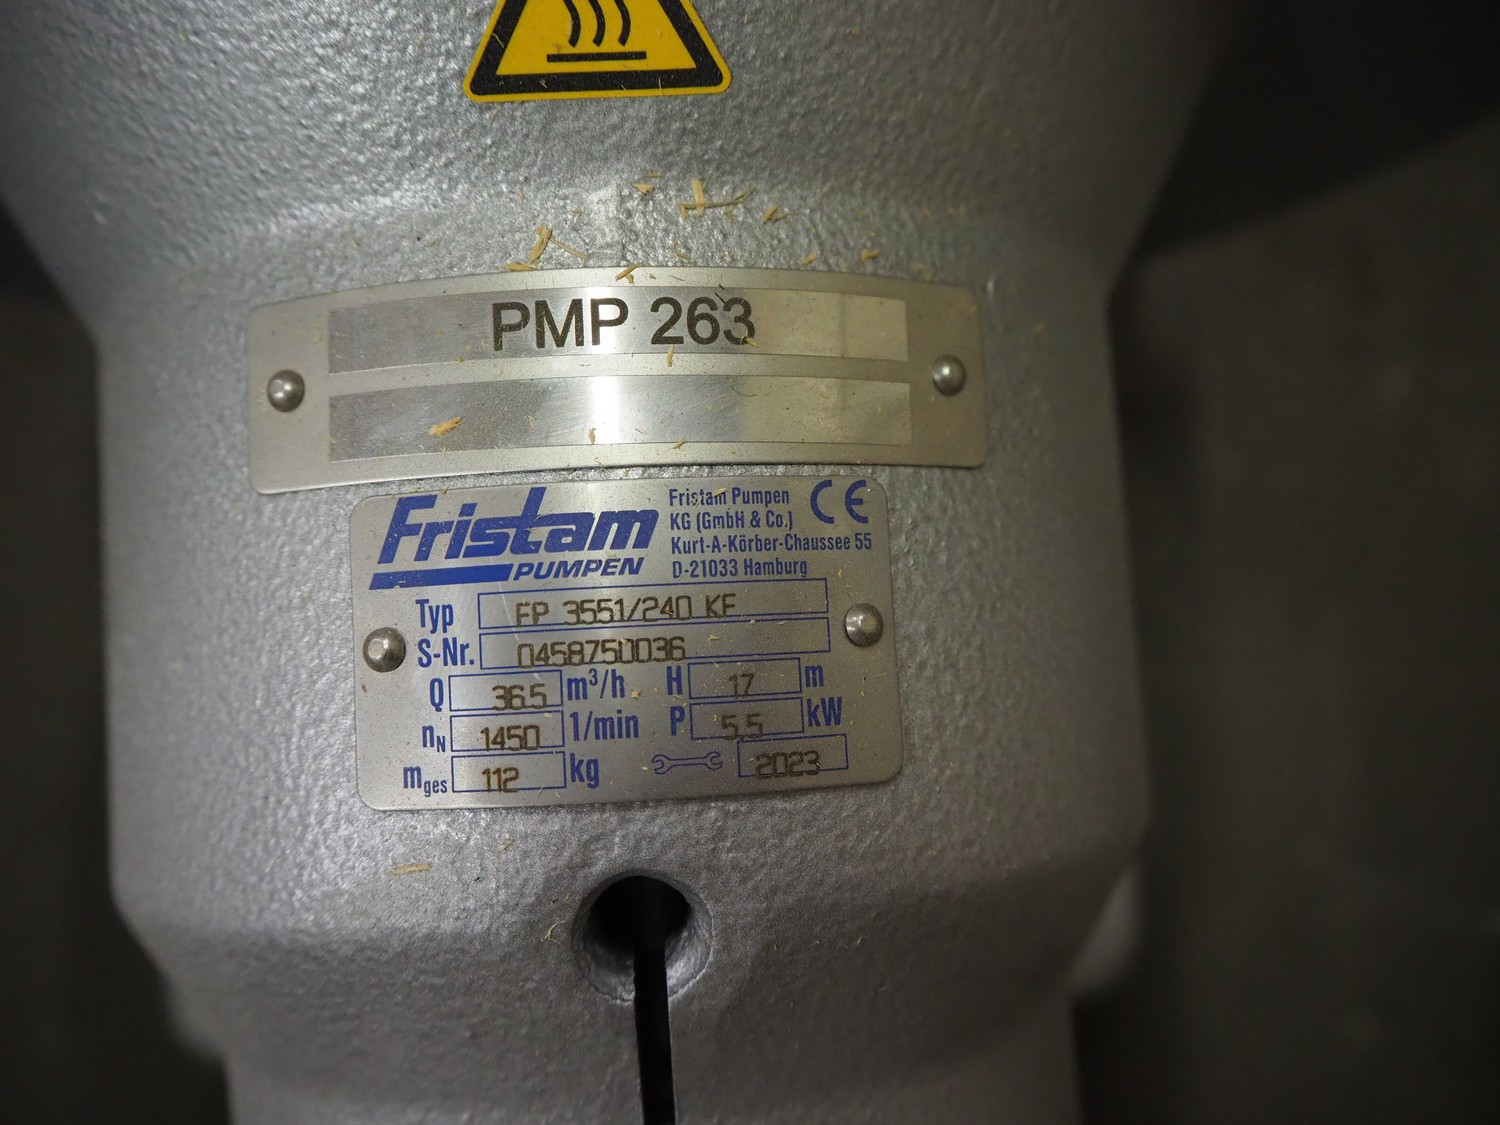 PMP 263
Fristam
PUMPEN
Fristam Pumpen
KG (GmbH & Co.)
Kurt-A-Körber-Chaussee 55
D-21033 Hamburg
CE
Typ FP 3551/240 KF
S-Nr. 0458750036
Q 36.5 m³/h H 17 m
nN 1450 1/min P 5,5 kW
mges 112 kg 2023